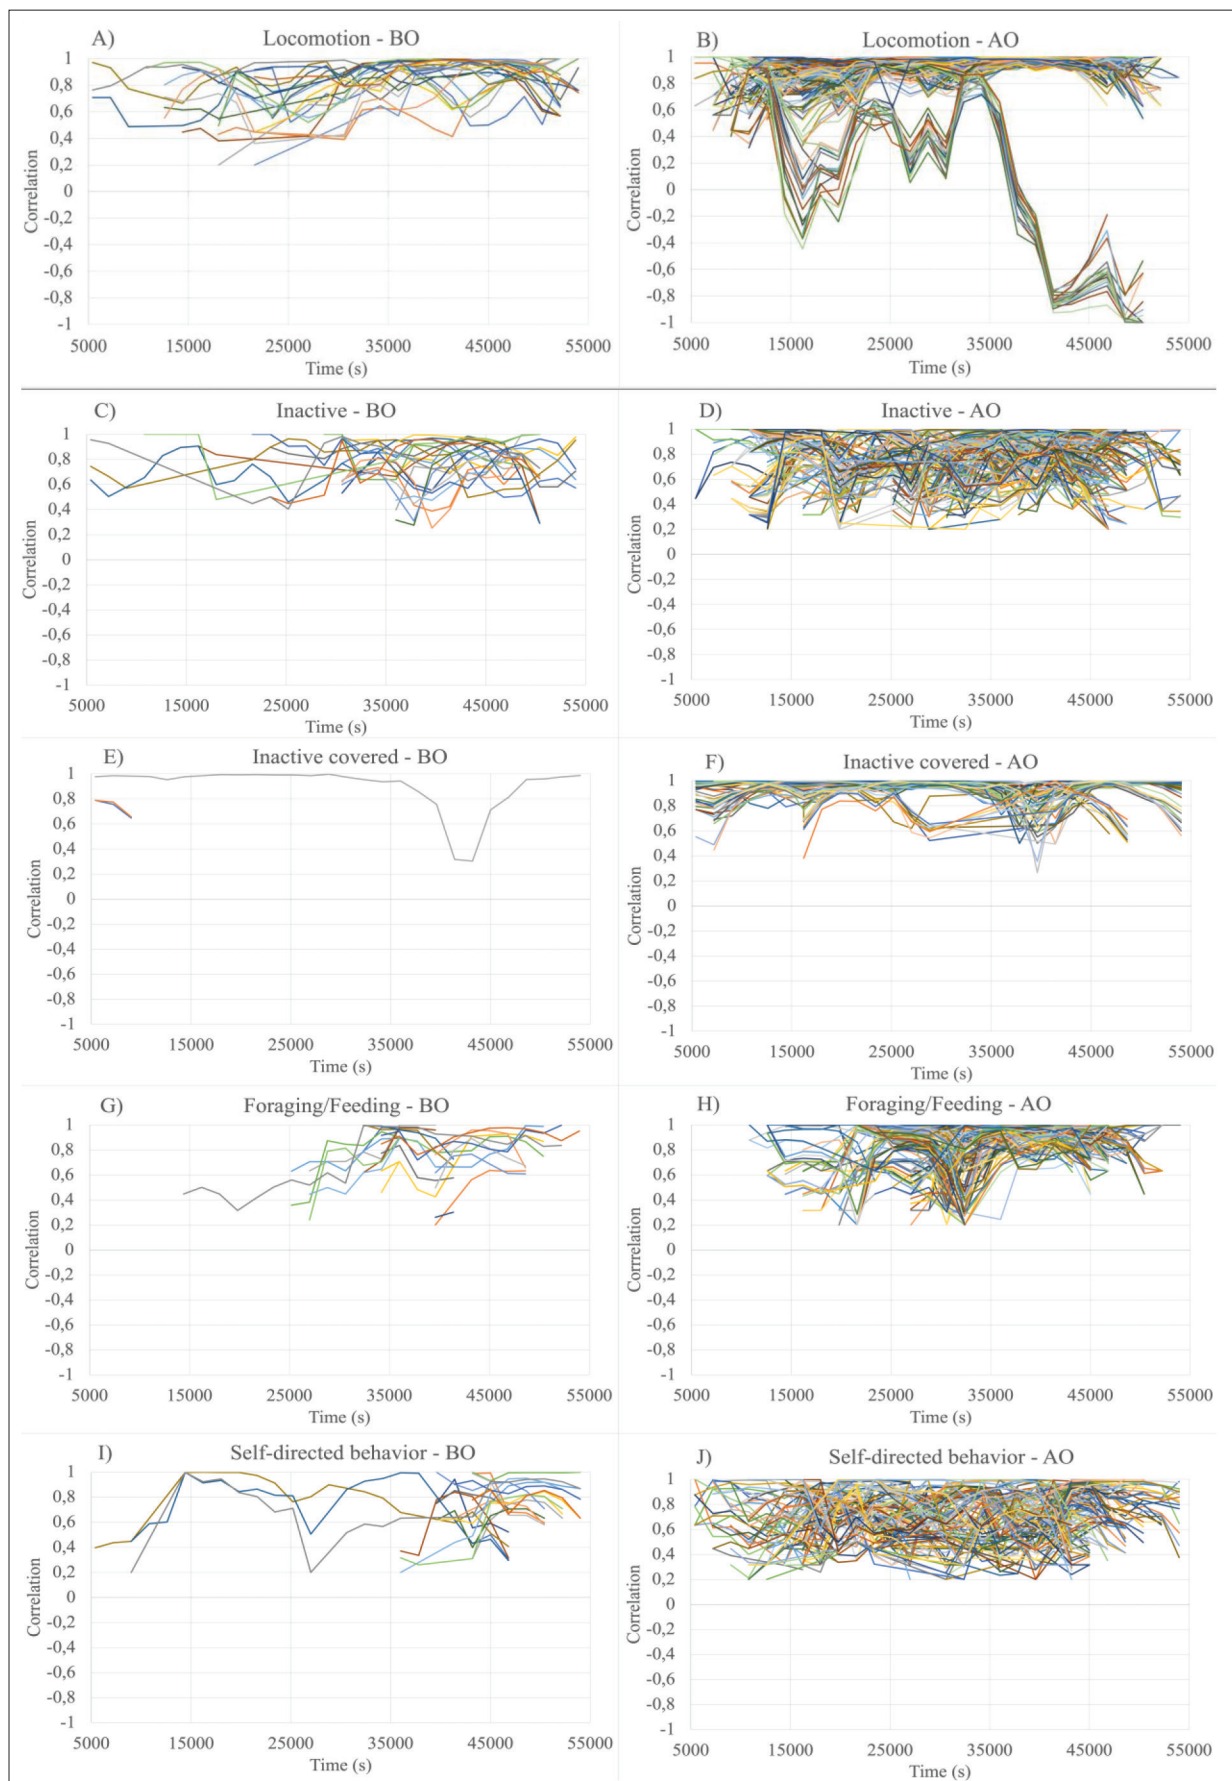 A) Locomotion - BO
1
0,8
0,6
0,4
0,2
0
-0,2
-0,4
-0,6
-0,8
-1
Correlation
5000 15000 25000 35000 45000 55000
Time (s)
B) Locomotion - AO
1
0,8
0,6
0,4
0,2
0
-0,2
-0,4
-0,6
-0,8
-1
Correlation
5000 15000 25000 35000 45000 55000
Time (s)
C) Inactive - BO
1
0,8
0,6
0,4
0,2
0
-0,2
-0,4
-0,6
-0,8
-1
Correlation
5000 15000 25000 35000 45000 55000
Time (s)
D) Inactive - AO
1
0,8
0,6
0,4
0,2
0
-0,2
-0,4
-0,6
-0,8
-1
Correlation
5000 15000 25000 35000 45000 55000
Time (s)
E) Inactive covered - BO
1
0,8
0,6
0,4
0,2
0
-0,2
-0,4
-0,6
-0,8
-1
Correlation
5000 15000 25000 35000 45000 55000
Time (s)
F) Inactive covered - AO
1
0,8
0,6
0,4
0,2
0
-0,2
-0,4
-0,6
-0,8
-1
Correlation
5000 15000 25000 35000 45000 55000
Time (s)
G) Foraging/Feeding - BO
1
0,8
0,6
0,4
0,2
0
-0,2
-0,4
-0,6
-0,8
-1
Correlation
5000 15000 25000 35000 45000 55000
Time (s)
H) Foraging/Feeding - AO
1
0,8
0,6
0,4
0,2
0
-0,2
-0,4
-0,6
-0,8
-1
Corrrelation
5000 15000 25000 35000 45000 55000
Time (s)
I) Self-directed behavior - BO
1
0,8
0,6
0,4
0,2
0
-0,2
-0,4
-0,6
-0,8
-1
Correlation
5000 15000 25000 35000 45000 55000
Time (s)
J) Self-directed behavior - AO
1
0,8
0,6
0,4
0,2
0
-0,2
-0,4
-0,6
-0,8
-1
Correlation
5000 15000 25000 35000 45000 55000
Time (s)